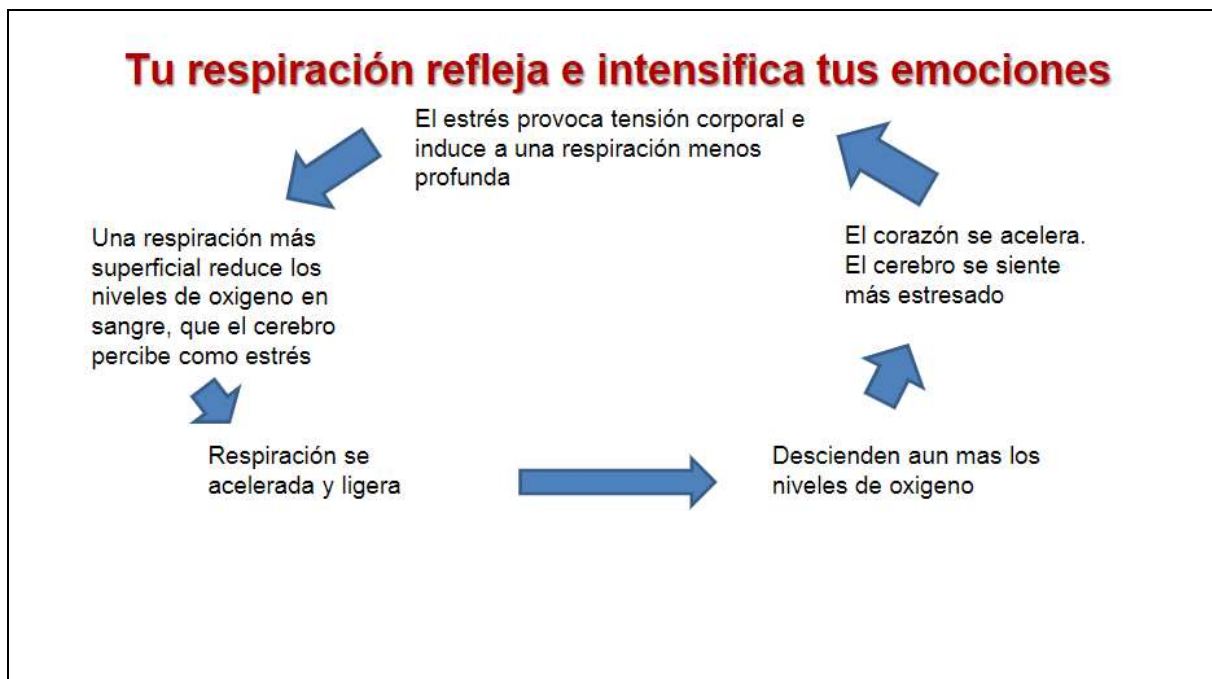 Tu respiración refleja e intensifica tus emociones
El estrés provoca tensión corporal e
induce a una respiración menos
profunda
Una respiración más
superficial reduce los
niveles de oxigeno en
sangre, que el cerebro
percibe como estrés
Respiración se
acelerada y ligera
Descienden aun mas los
niveles de oxigeno
El corazón se acelera.
El cerebro se siente
más estresado